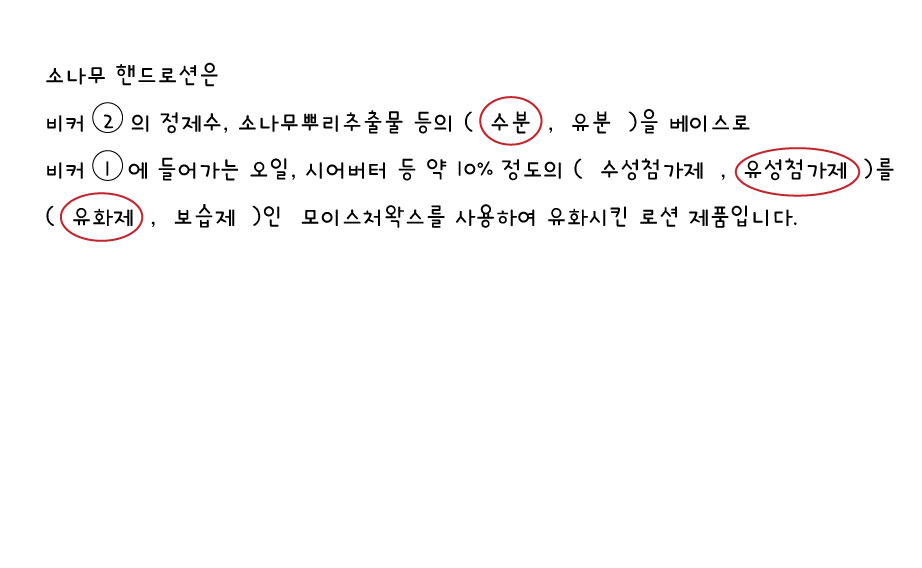 소나무 핸드로션은
비커 ② 의 정제수, 소나무뿌리추출물 등의 ( 수분 , 유분 )을 베이스로
비커 ① 에 들어가는 오일, 시어버터 등 약 10% 정도의 ( 수성첨가제 , 유성첨가제 )를
( 유화제 , 보습제 )인 모이스처왁스를 사용하여 유화시킨 로션 제품입니다.